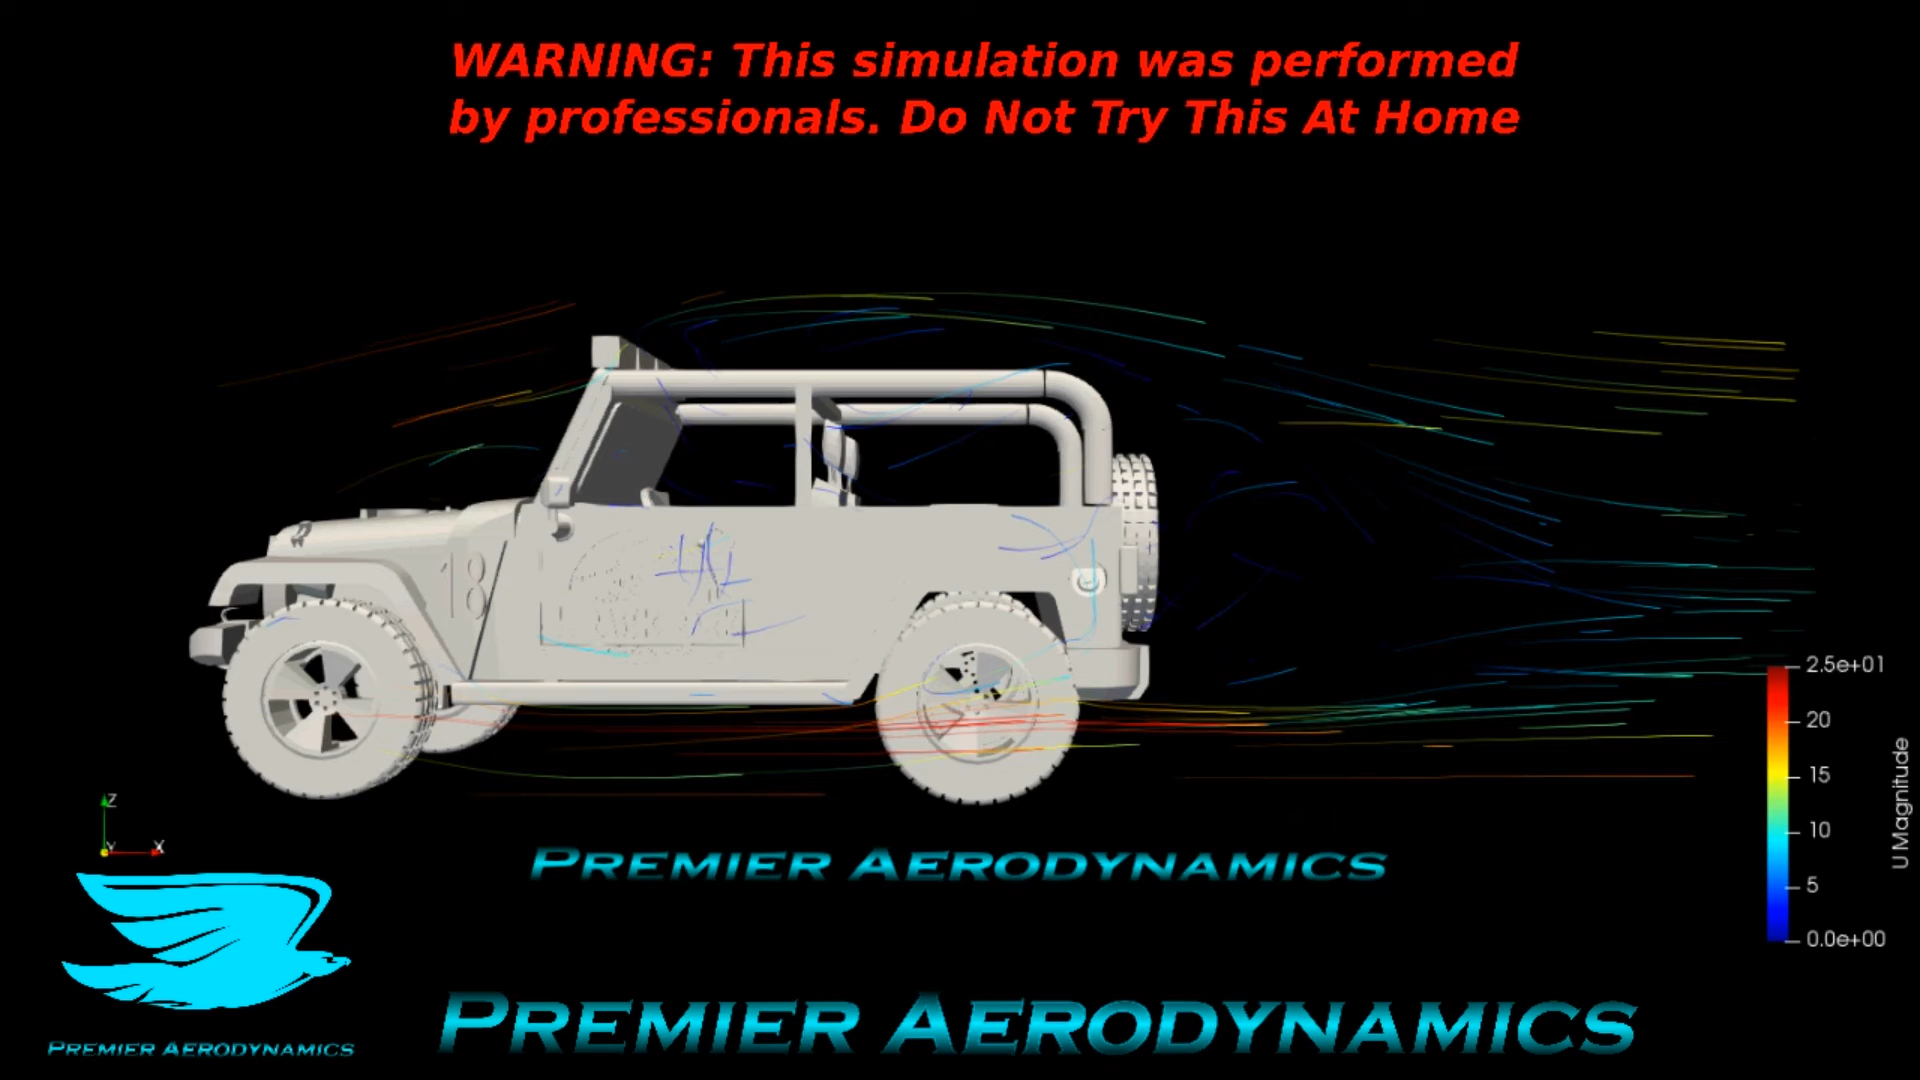 WARNING: This simulation was performed
by professionals. Do Not Try This At Home
18
2.5e+01
20
15
10
5
0.0e+00
U Magnitude
Z
Y
X
PREMIER AERODYNAMICS
PREMIER AERODYNAMICS
PREMIER AERODYNAMICS